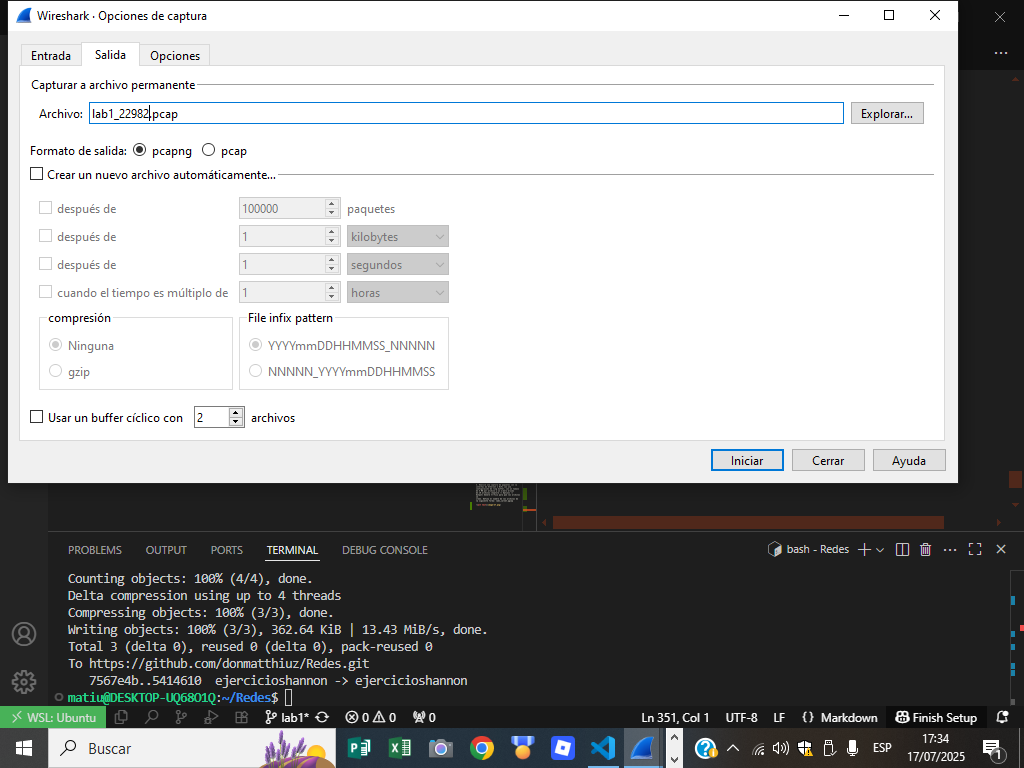 Wireshark · Opciones de captura
Entrada
Salida
Opciones
Capturar a archivo permanente
Archivo: lab1_22982.pcap
Explorar...
Formato de salida: pcapng pcap
Crear un nuevo archivo automáticamente...
después de 100000 paquetes
después de 1 kilobytes
después de 1 segundos
cuando el tiempo es múltiplo de 1 horas
compresión
Ninguna
gzip
File infix pattern
YYYYmmDDHHMMSS_NNNNN
NNNNN_YYYYmmDDHHMMSS
Usar un buffer cíclico con 2 archivos
Iniciar
Cerrar
Ayuda
PROBLEMS OUTPUT PORTS TERMINAL DEBUG CONSOLE
bash - Redes
Counting objects: 100% (4/4), done.
Delta compression using up to 4 threads
Compressing objects: 100% (3/3), done.
Writing objects: 100% (3/3), 362.64 KiB | 13.43 MiB/s, done.
Total 3 (delta 0), reused 0 (delta 0), pack-reused 0
To https://github.com/donmatthiuz/Redes.git
7567e4b..5414610 ejercicioshannon -> ejercicioshannon
matiu@DESKTOP-UQ68O1Q:~/Redes$
WSL: Ubuntu
lab1*
0 0 0
Ln 351, Col 1 UTF-8 LF {} Markdown Finish Setup
Buscar
ESP
17:34
17/07/2025
1